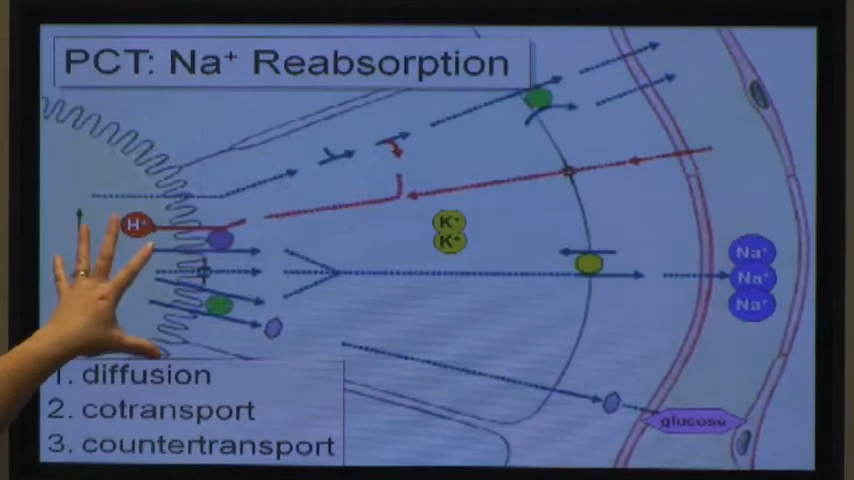 PCT: Na⁺ Reabsorption
H⁺
K⁺
K⁺
Na⁺
Na⁺
Na⁺
glucose
1. diffusion
2. cotransport
3. countertransport